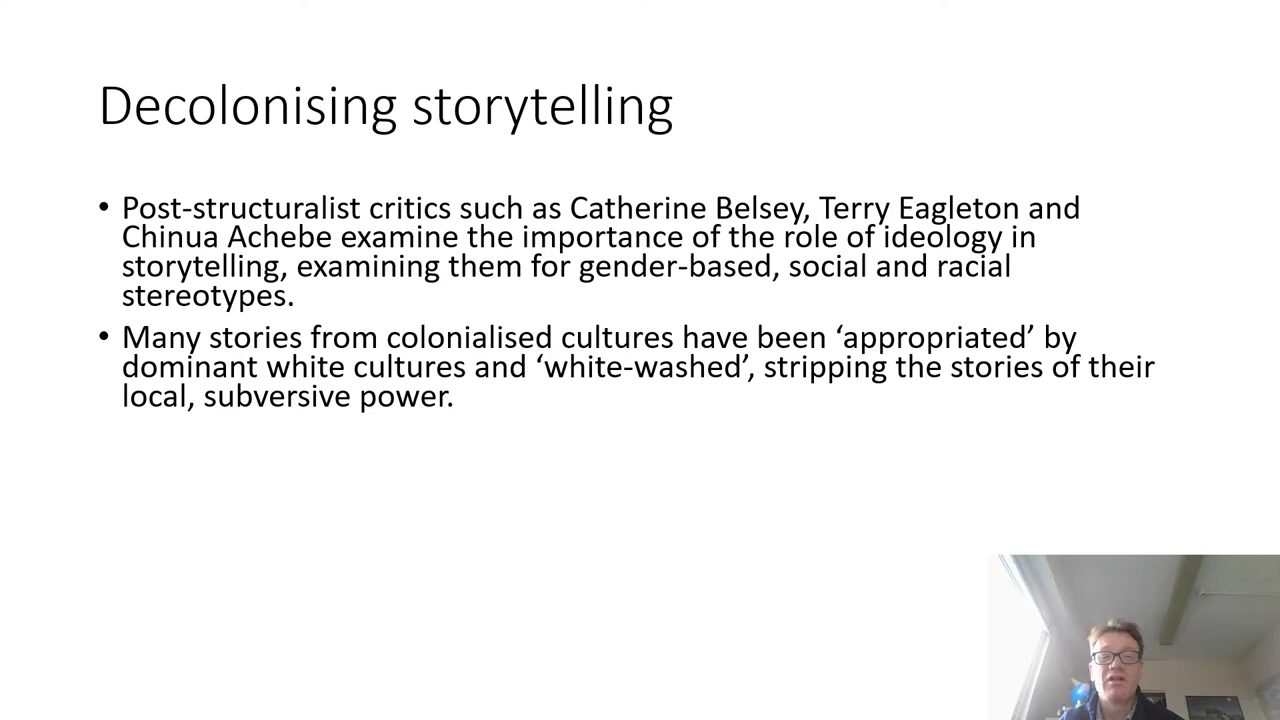 Decolonising storytelling
• Post-structuralist critics such as Catherine Belsey, Terry Eagleton and
Chinua Achebe examine the importance of the role of ideology in
storytelling, examining them for gender-based, social and racial
stereotypes.
• Many stories from colonialised cultures have been ‘appropriated’ by
dominant white cultures and ‘white-washed’, stripping the stories of their
local, subversive power.